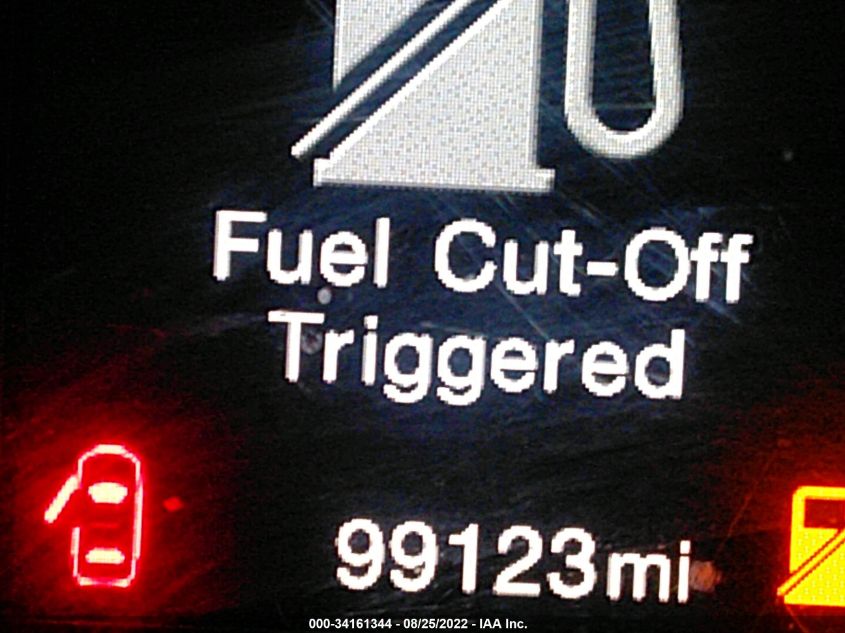 Fuel Cut-Off
Triggered
99123mi
000-34161344 - 08/25/2022 - IAA Inc.